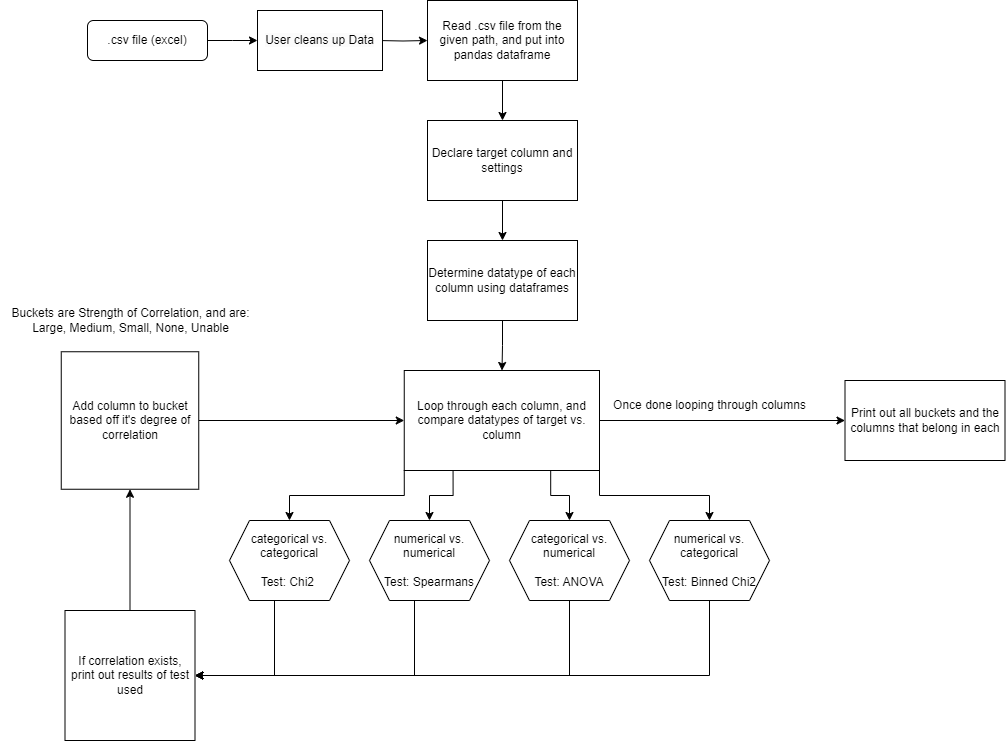 .csv file (excel)
User cleans up Data
Read .csv file from the
given path, and put into
pandas dataframe
Declare target column and
settings
Determine datatype of each
column using dataframes
Buckets are Strength of Correlation, and are:
Large, Medium, Small, None, Unable
Add column to bucket
based off it's degree of
correlation
Loop through each column, and
compare datatypes of target vs.
column
Once done looping through columns
Print out all buckets and the
columns that belong in each
categorical vs.
categorical
Test: Chi2
numerical vs.
numerical
Test: Spearmans
categorical vs.
numerical
Test: ANOVA
numerical vs.
categorical
Test: Binned Chi2
If correlation exists,
print out results of test
used